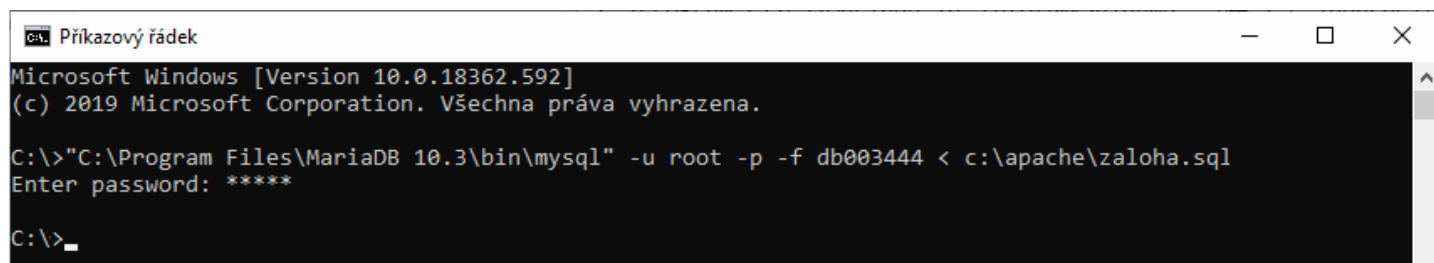 Příkazový řádek
Microsoft Windows [Version 10.0.18362.592]
(c) 2019 Microsoft Corporation. Všechna práva vyhrazena.
C:\>"C:\Program Files\MariaDB 10.3\bin\mysql" -u root -p -f db003444 < c:\apache\zaloha.sql
Enter password: *****
C:\>